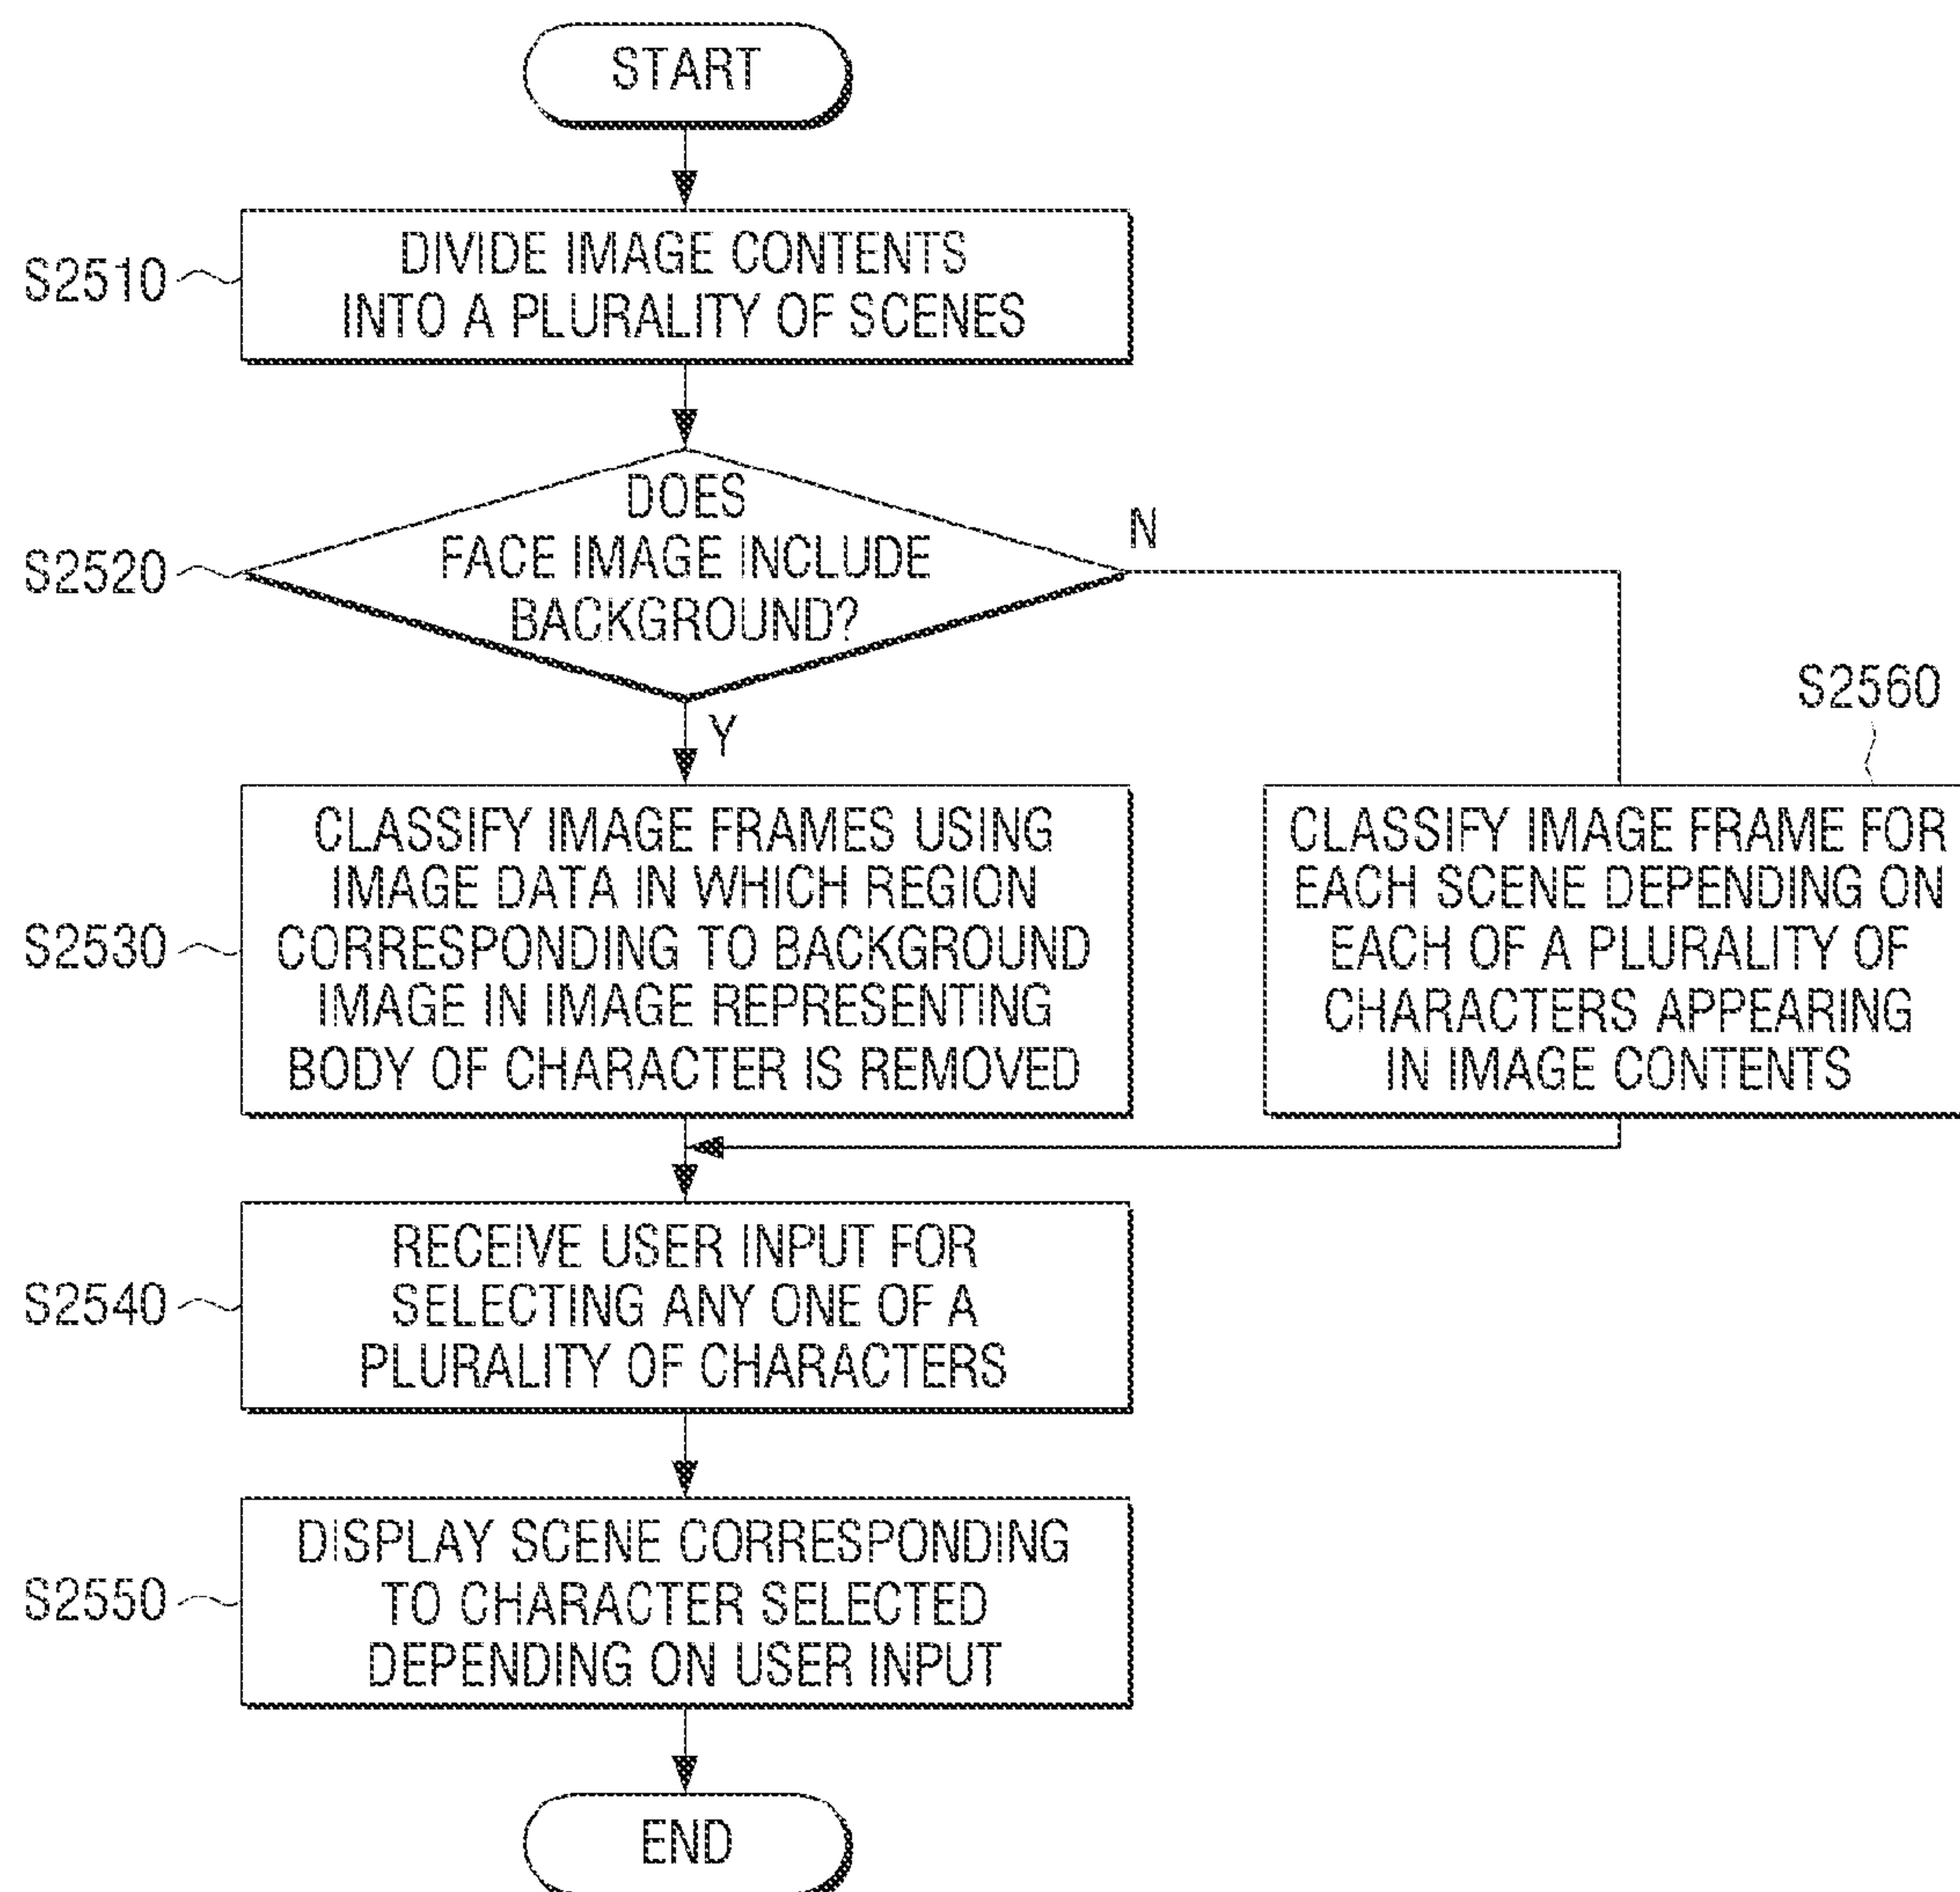 START
S2510
DIVIDE IMAGE CONTENTS
INTO A PLURALITY OF SCENES
S2520
DOES
FACE IMAGE INCLUDE
BACKGROUND?
N
Y
S2530
CLASSIFY IMAGE FRAMES USING
IMAGE DATA IN WHICH REGION
CORRESPONDING TO BACKGROUND
IMAGE IN IMAGE REPRESENTING
BODY OF CHARACTER IS REMOVED
S2560
CLASSIFY IMAGE FRAME FOR
EACH SCENE DEPENDING ON
EACH OF A PLURALITY OF
CHARACTERS APPEARING
IN IMAGE CONTENTS
S2540
RECEIVE USER INPUT FOR
SELECTING ANY ONE OF A
PLURALITY OF CHARACTERS
S2550
DISPLAY SCENE CORRESPONDING
TO CHARACTER SELECTED
DEPENDING ON USER INPUT
END